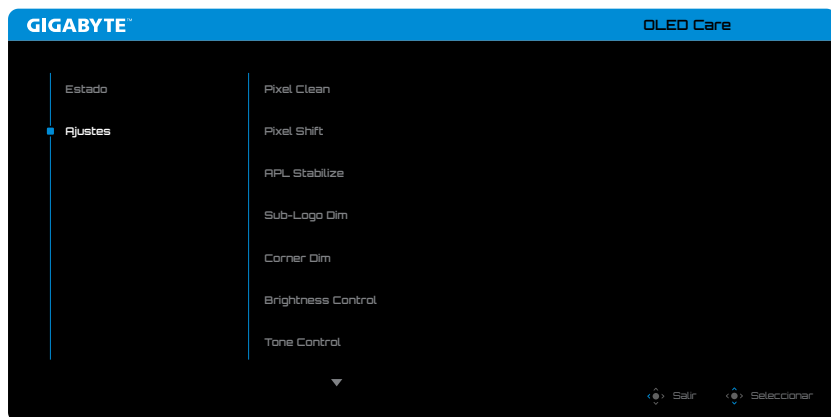 GIGABYTE™
OLED Care
Estado
Ajustes
Pixel Clean
Pixel Shift
APL Stabilize
Sub-Logo Dim
Corner Dim
Brightness Control
Tone Control
Salir
Seleccionar